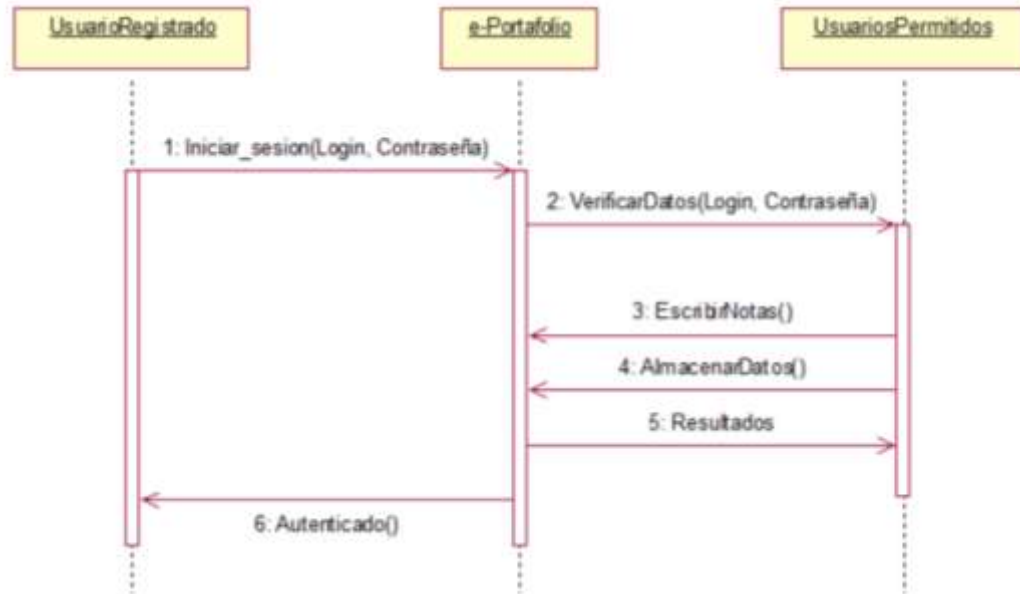 UsuarioRegistrado
e-Portafolio
UsuariosPermitidos
1: Iniciar_sesion(Login, Contraseña)
2: VerificarDatos(Login, Contraseña)
3: EscribirNotas()
4: AlmacenarDatos()
5: Resultados
6: Autenticado()